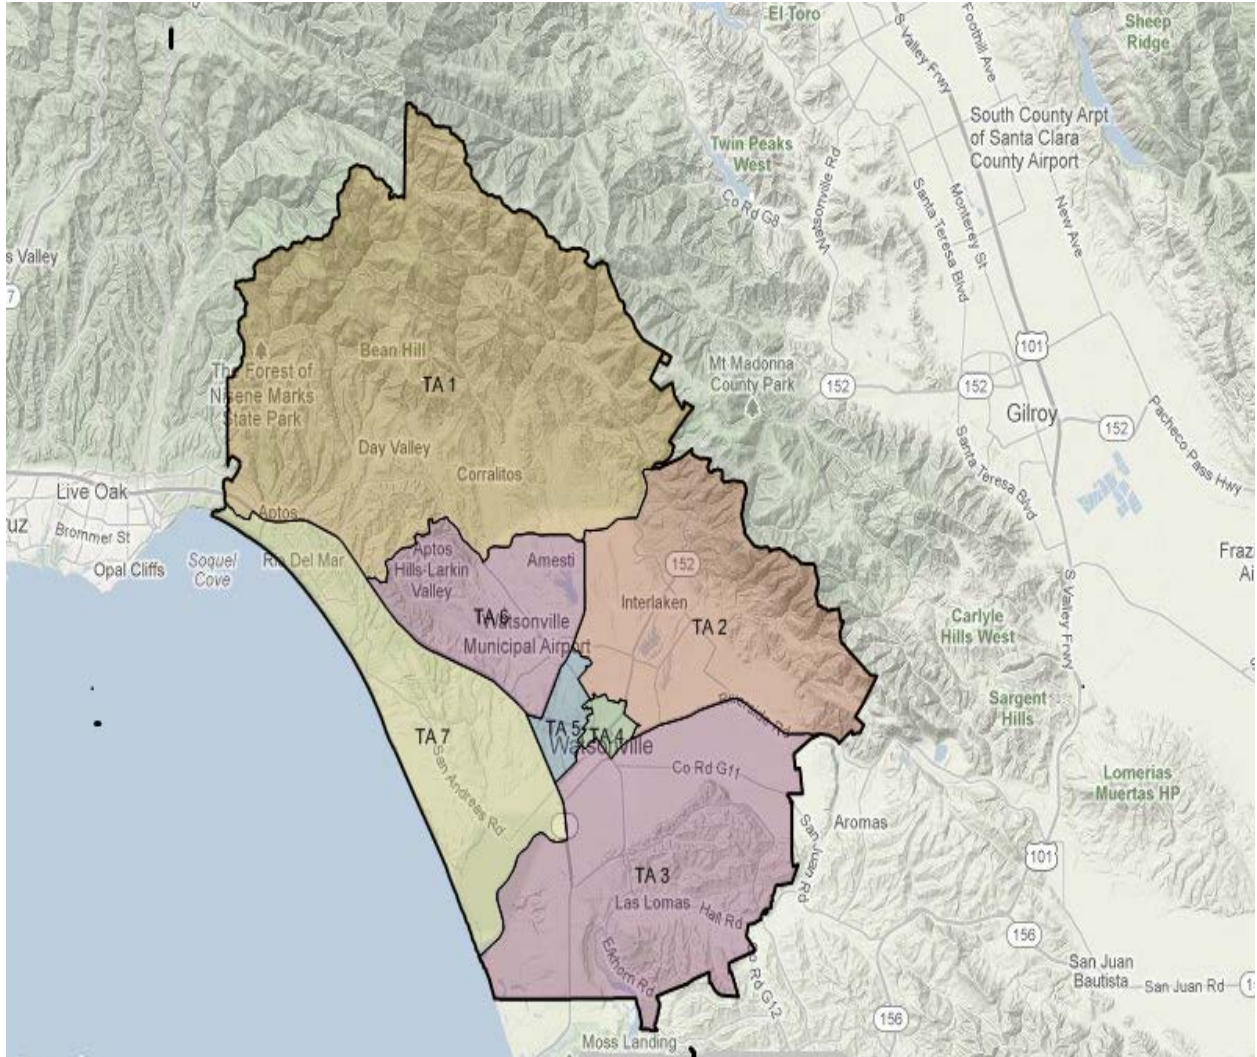 El Toro
Sheep
Ridge
S Valley Frwy
Foothill Ave
South County Arpt
of Santa Clara
County Airport
Twin Peaks
West
Co Rd G8
Watsonville Rd
Santa Teresa Blvd
Monterey St
New Ave
s Valley
7
101
Bean Hill
TA 1
The Forest of
Nisene Marks
State Park
Mt Madonna
County Park
152
152
Gilroy
152
Pacheco Pass Hwy
Santa Teresa Blvd
Day Valley
Corralitos
Live Oak
Aptos
uz
Brommer St
Opal Cliffs
Soquel
Cove
Rio Del Mar
Aptos
Hills-Larkin
Valley
Amesti
152
Interlaken
TA 2
TA 6
Watsonville
Municipal Airport
S Valley Frwy
Carlyle
Hills West
Sargent
Hills
Riverside Rd
TA 7
TA 5
TA 4
Watsonville
San Andreas Rd
Co Rd G11
Lomerias
Muertas HP
Aromas
San Juan Rd
101
TA 3
Las Lomas
Hall Rd
Elkhorn Rd
Rd G12
156
San Juan
Bautista
San Juan Rd
156
Moss Landing